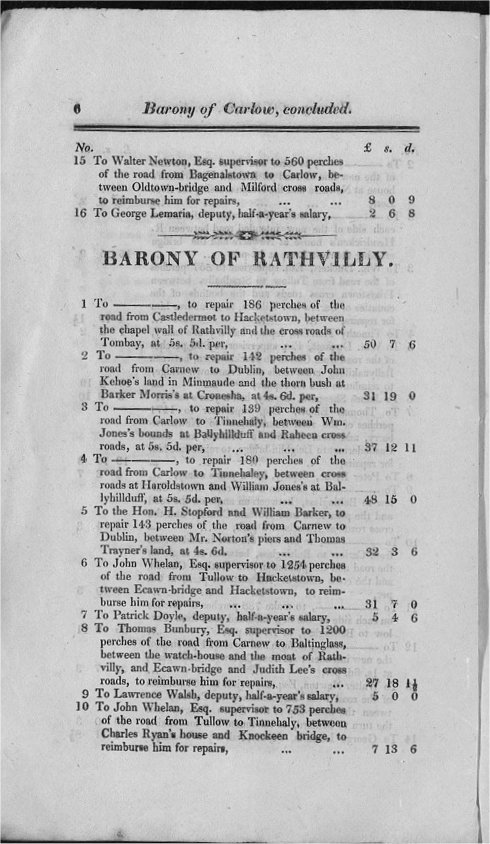 6 Barony of Carlow, concluded.
No. £ s. d.
15 To Walter Newton, Esq. supervisor to 560 perches
of the road from Bagenalstown to Carlow, be-
tween Oldtown-bridge and Milford cross roads,
to reimburse him for repairs, ... ... 8 0 9
16 To George Lemaria, deputy, half-a-year's salary, 2 6 8
BARONY OF RATHVILLY.
1 To ————, to repair 186 perches of the
road from Castledermot to Hacketstown, between
the chapel wall of Rathvilly and the cross roads of
Tombay, at 5s. 5d. per, ... ... 50 7 6
2 To ————, to repair 142 perches of the
road from Carnew to Dublin, between John
Kehoe's land in Minmaude and the thorn bush at
Barker Morris's at Cronesha, at 4s. 6d. per, 31 19 0
3 To ————, to repair 139 perches of the
road from Carlow to Tinnehaly, between Wm.
Jones's bounds at Ballyhillduff and Raheen cross
roads, at 5s. 5d. per, ... ... ... 37 12 11
4 To ————, to repair 180 perches of the
road from Carlow to Tinnehaley, between cross
roads at Haroldstown and William Jones's at Bal-
lyhillduff, at 5s. 5d. per, ... ... 48 15 0
5 To the Hon. H. Stopford and William Barker, to
repair 143 perches of the road from Carnew to
Dublin, between Mr. Norton's piers and Thomas
Trayner's land, at 4s. 6d. ... ... 32 3 6
6 To John Whelan, Esq. supervisor to 1254 perches
of the road from Tullow to Hacketstown, be-
tween Ecawn-bridge and Hacketstown, to reim-
burse him for repairs, ... ... ... 31 7 0
7 To Patrick Doyle, deputy, half-a-year's salary, 5 4 6
8 To Thomas Bunbury, Esq. supervisor to 1200
perches of the road from Carnew to Baltinglass,
between the watch-house and the moat of Rath-
villy, and Ecawn-bridge and Judith Lee's cross
roads, to reimburse him for repairs, ... 27 18 1½
9 To Lawrence Walsh, deputy, half-a-year's salary, 5 0 0
10 To John Whelan, Esq. supervisor to 753 perches
of the road from Tullow to Tinnehaly, between
Charles Ryan's house and Knockeen bridge, to
reimburse him for repairs, ... ... 7 13 6